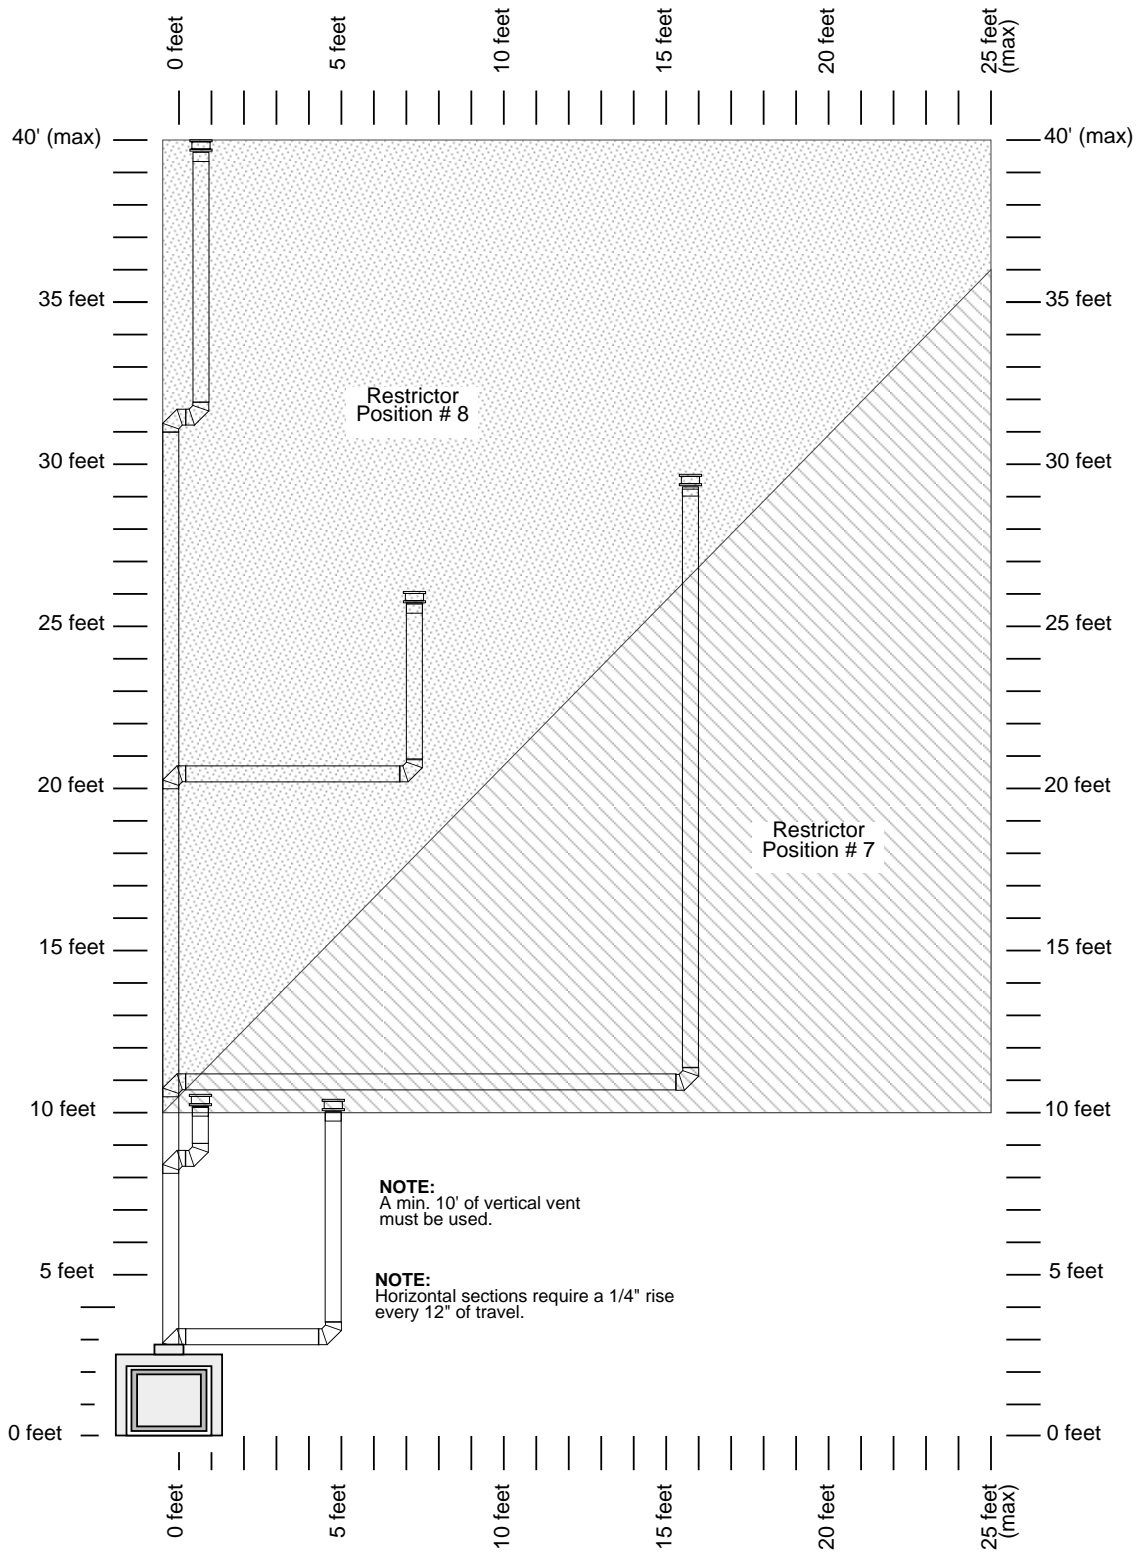 0 feet
5 feet
10 feet
15 feet
20 feet
25 feet
(max)
40' (max)
40' (max)
35 feet
35 feet
Restrictor
Position # 8
30 feet
30 feet
25 feet
25 feet
20 feet
20 feet
Restrictor
Position # 7
15 feet
15 feet
10 feet
10 feet
NOTE:
A min. 10' of vertical vent
must be used.
5 feet
5 feet
NOTE:
Horizontal sections require a 1/4" rise
every 12" of travel.
0 feet
0 feet
0 feet
5 feet
10 feet
15 feet
20 feet
25 feet
(max)